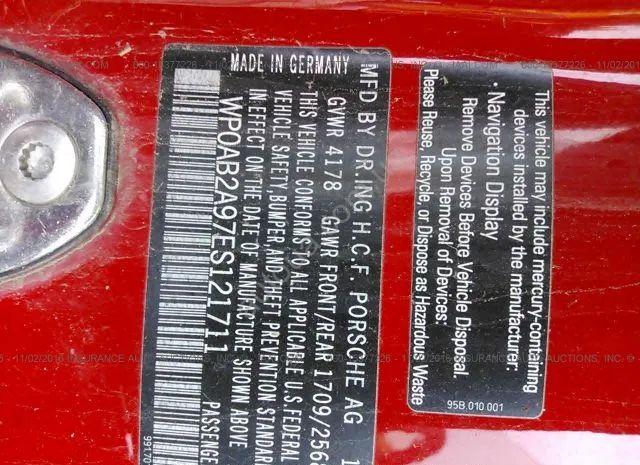 MFD BY DR.ING H.C.F. PORSCHE AG
GVWR 4178 GAWR FRONT/REAR 1709/256
THIS VEHICLE CONFORMS TO ALL APPLICABLE U.S.FEDERAL
VEHICLE SAFETY,BUMPER AND THEFT PREVENTION STANDAR
IN EFFECT ON THE DATE OF MANUFACTURE SHOWN ABOVE
WP0AB2A97ES121711
PASSENGE
MADE IN GERMANY
99170
This vehicle may include mercury-containing
devices installed by the manufacturer:
· Navigation Display
Remove Devices Before Vehicle Disposal.
Upon Removal of Devices:
Please Reuse, Recycle, or Dispose as Hazardous Waste
95B.010 001